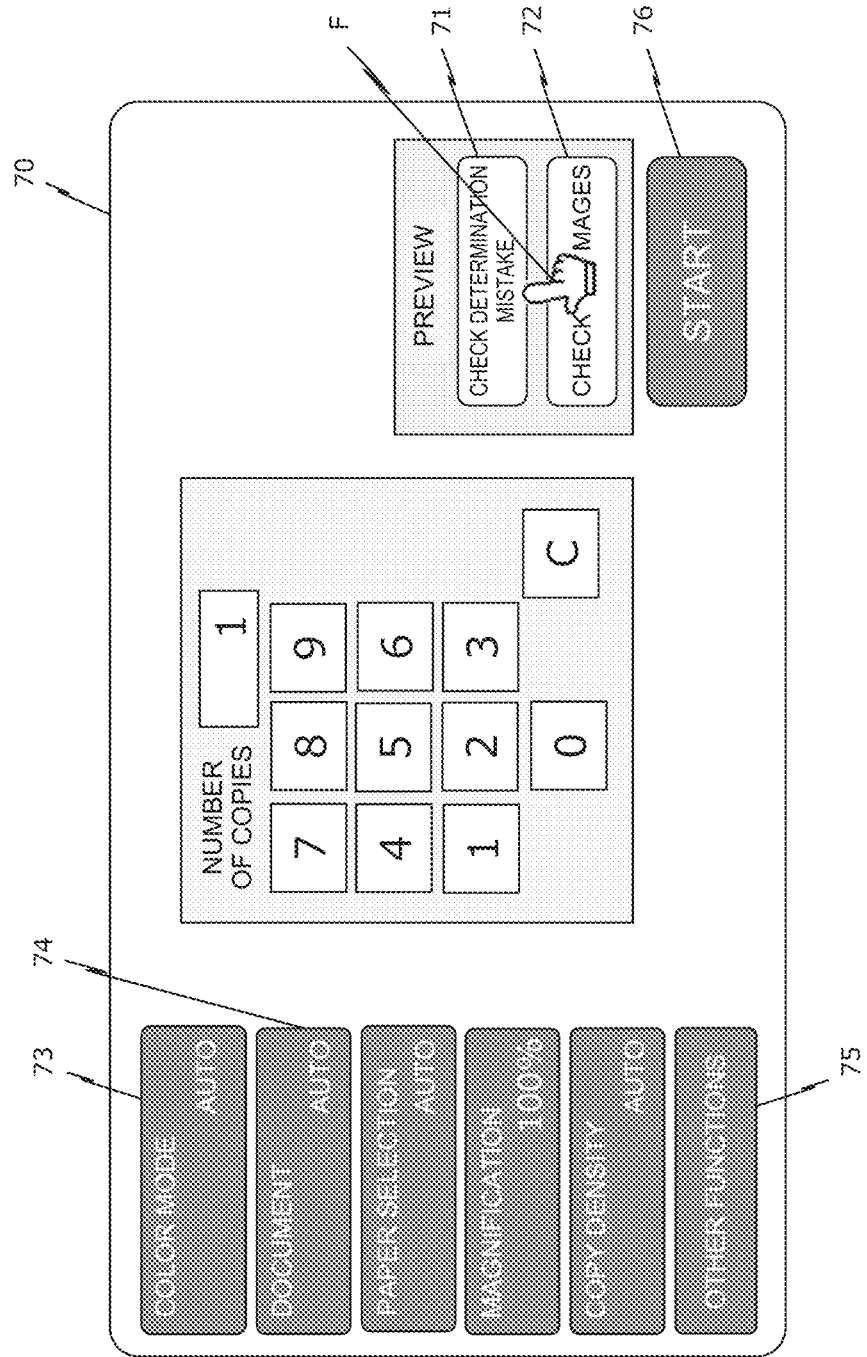 70
F
71
72
76
73
74
75
COLOR MODE
AUTO
DOCUMENT
AUTO
PAPER SELECTION
AUTO
MAGNIFICATION
100%
COPY DENSITY
AUTO
OTHER FUNCTIONS
NUMBER
OF COPIES
1
7 8 9
4 5 6
1 2 3
0 C
PREVIEW
CHECK DETERMINATION
MISTAKE
CHECK MAGES
START